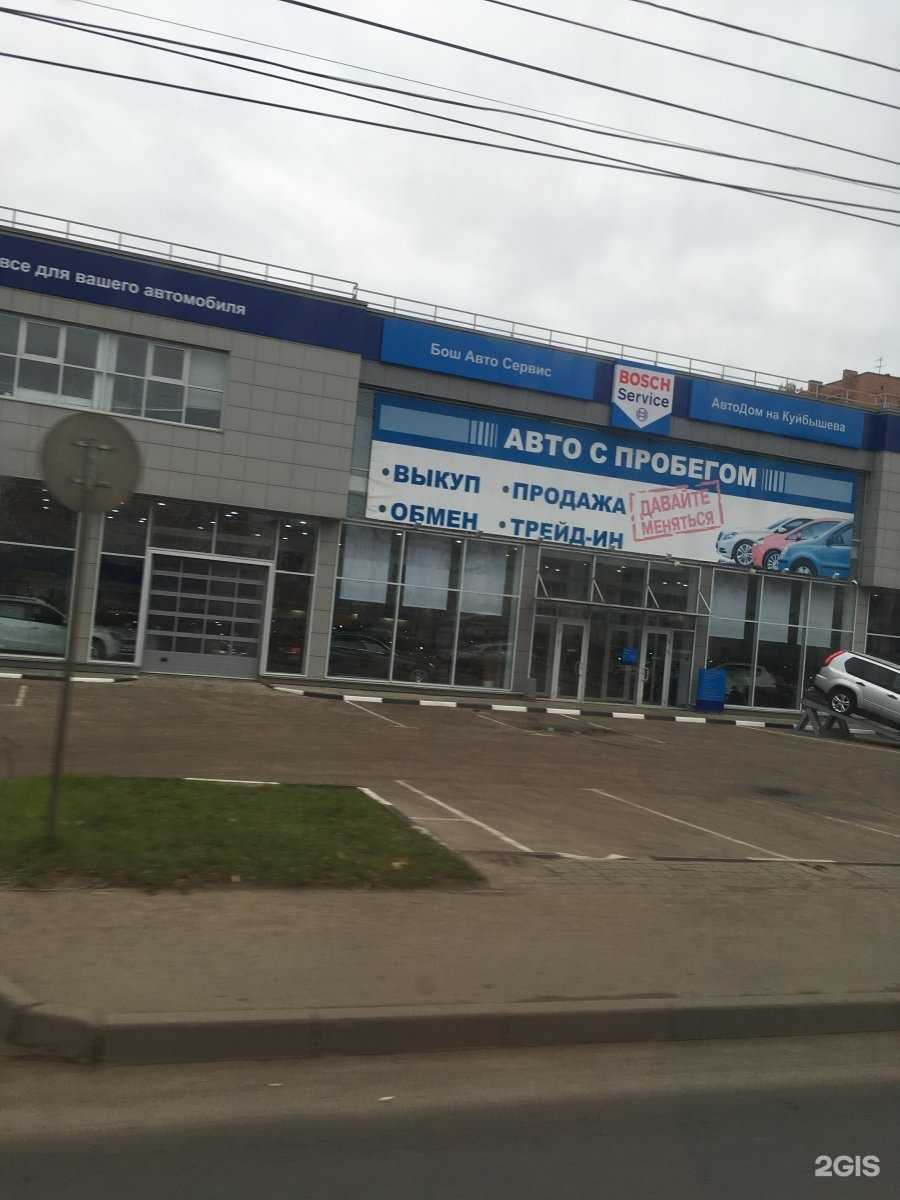 все для вашего автомобиля
Бош Авто Сервис
BOSCH
Service
АвтоДом на Куйбышева
АВТО С ПРОБЕГОМ
• ВЫКУП • ПРОДАЖА
• ОБМЕН • ТРЕЙД-ИН
ДАВАЙТЕ
МЕНЯТЬСЯ
2GIS